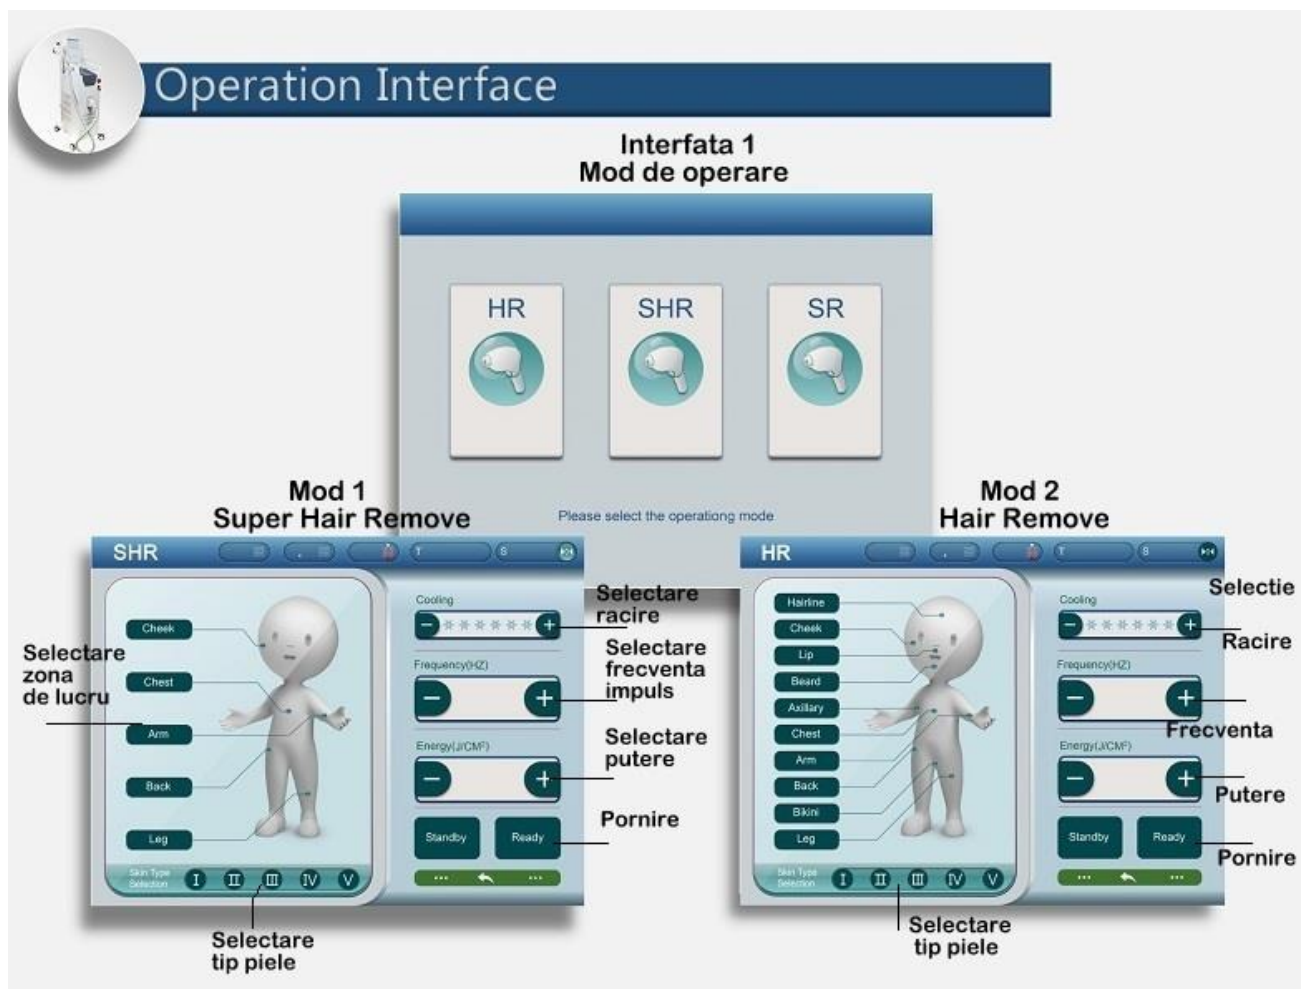 Operation Interface
Interfata 1
Mod de operare
HR
SHR
SR
Please select the operationg mode
Mod 1
Super Hair Remove
SHR
T
S
Cheek
Chest
Arm
Back
Leg
Skin Type
Selection
I
II
III
IV
V
Cooling
Frequency(HZ)
Energy(J/CM²)
Standby
Ready
Selectare
zona
de lucru
Selectare
racire
Selectare
frecventa
impuls
Selectare
putere
Pornire
Selectare
tip piele
Mod 2
Hair Remove
HR
T
S
Hairline
Cheek
Lip
Beard
Axillary
Chest
Arm
Back
Bikini
Leg
Skin Type
Selection
I
II
III
IV
V
Cooling
Frequency(HZ)
Energy(J/CM²)
Standby
Ready
Selectie
Racire
Frecventa
Putere
Pornire
Selectare
tip piele